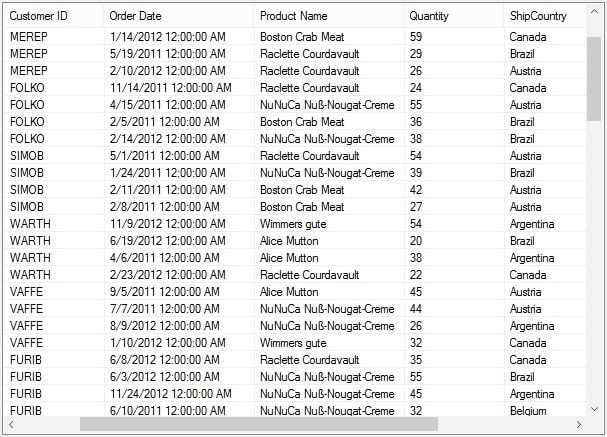 Customer ID Order Date Product Name Quantity ShipCountry
MEREP 1/14/2012 12:00:00 AM Boston Crab Meat 59 Canada
MEREP 5/19/2011 12:00:00 AM Raclette Courdavault 29 Brazil
MEREP 2/10/2012 12:00:00 AM Raclette Courdavault 26 Austria
FOLKO 11/14/2011 12:00:00 AM Raclette Courdavault 24 Canada
FOLKO 4/15/2011 12:00:00 AM NuNuCa Nuß-Nougat-Creme 55 Austria
FOLKO 2/5/2011 12:00:00 AM Boston Crab Meat 36 Brazil
FOLKO 2/14/2012 12:00:00 AM NuNuCa Nuß-Nougat-Creme 38 Brazil
SIMOB 5/1/2011 12:00:00 AM Raclette Courdavault 54 Austria
SIMOB 1/24/2011 12:00:00 AM NuNuCa Nuß-Nougat-Creme 39 Brazil
SIMOB 2/11/2011 12:00:00 AM Boston Crab Meat 42 Austria
SIMOB 2/8/2011 12:00:00 AM Boston Crab Meat 27 Austria
WARTH 11/9/2012 12:00:00 AM Wimmers gute 54 Argentina
WARTH 6/19/2012 12:00:00 AM Alice Mutton 20 Brazil
WARTH 4/6/2011 12:00:00 AM Alice Mutton 38 Argentina
WARTH 2/23/2012 12:00:00 AM Raclette Courdavault 22 Canada
VAFFE 9/5/2011 12:00:00 AM Alice Mutton 45 Austria
VAFFE 7/7/2011 12:00:00 AM NuNuCa Nuß-Nougat-Creme 44 Austria
VAFFE 8/9/2012 12:00:00 AM NuNuCa Nuß-Nougat-Creme 26 Argentina
VAFFE 1/10/2012 12:00:00 AM Wimmers gute 32 Canada
FURIB 6/8/2012 12:00:00 AM Raclette Courdavault 35 Canada
FURIB 6/3/2012 12:00:00 AM NuNuCa Nuß-Nougat-Creme 55 Brazil
FURIB 11/24/2012 12:00:00 AM NuNuCa Nuß-Nougat-Creme 45 Argentina
FURIB 6/10/2011 12:00:00 AM NuNuCa Nuß-Nougat-Creme 32 Belgium